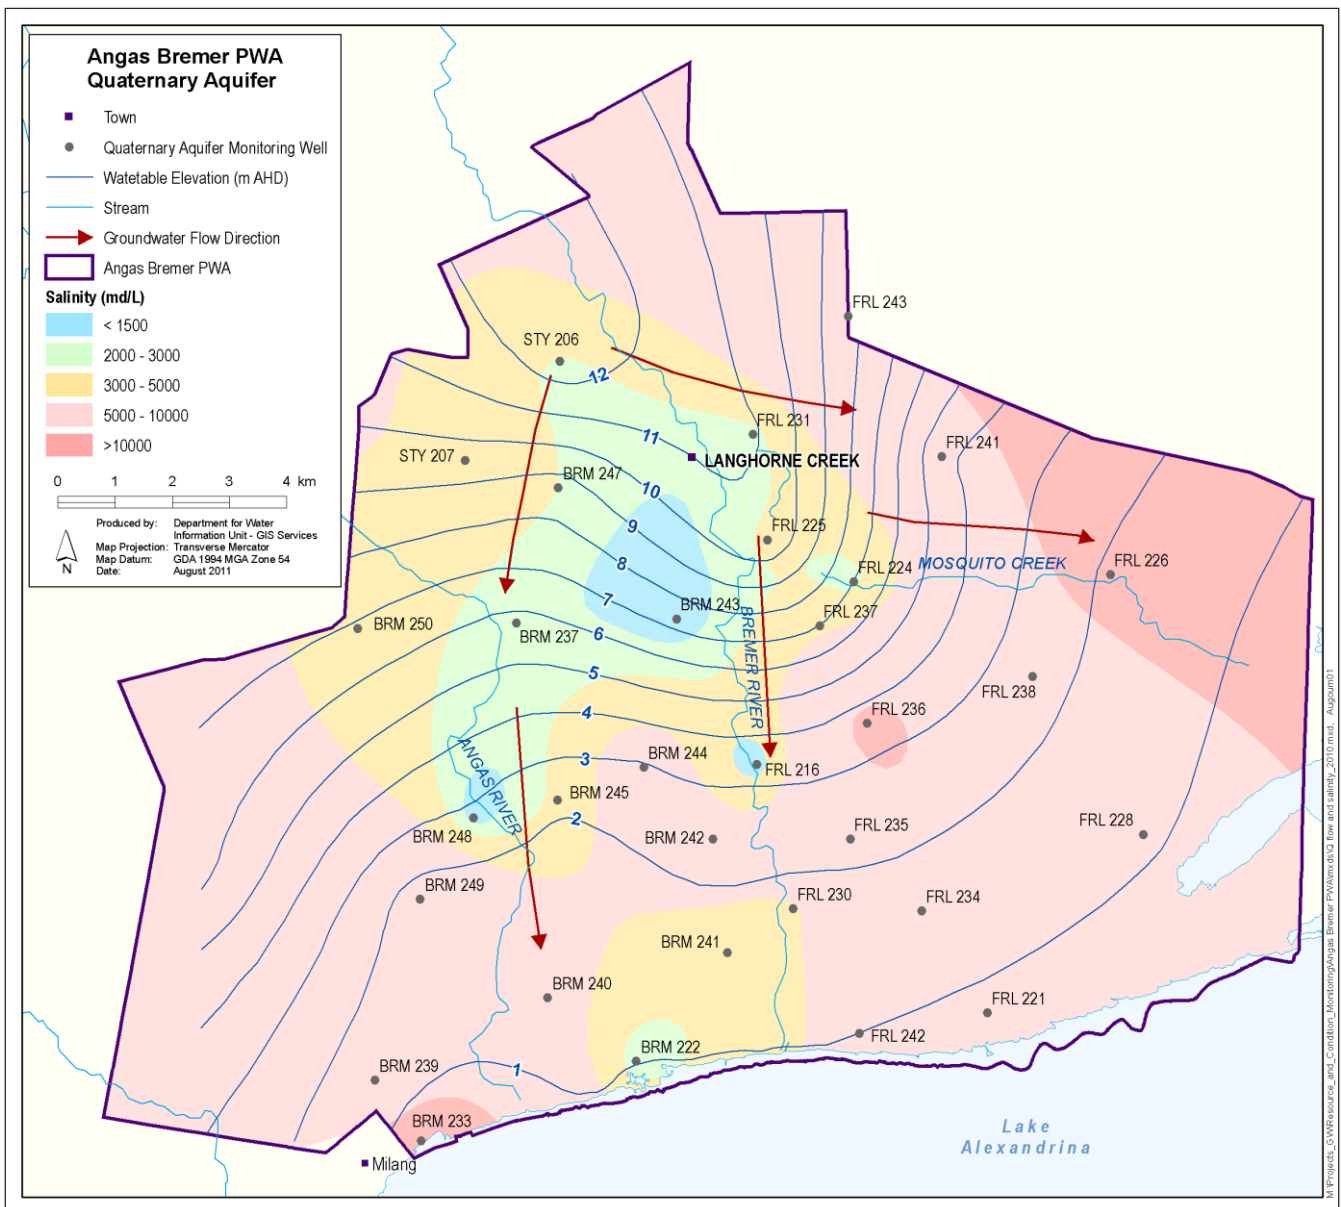 Angas Bremer PWA
Quaternary Aquifer
Town
Quaternary Aquifer Monitoring Well
Watetable Elevation (m AHD)
Stream
Groundwater Flow Direction
Angas Bremer PWA
Salinity (md/L)
< 1500
2000 - 3000
3000 - 5000
5000 - 10000
>10000
0 1 2 3 4 km
N
Produced by: Department for Water
Information Unit - GIS Services
Map Projection: Transverse Mercator
Map Datum: GDA 1994 MGA Zone 54
Date: August 2011
FRL 243
STY 206
12
FRL 231
11
FRL 241
STY 207
LANGHORNE CREEK
BRM 247
10
9
FRL 225
8
FRL 224
MOSQUITO CREEK
FRL 226
7
BRM 243
FRL 237
BRM 250
BRM 237
6
BREMER RIVER
5
FRL 238
4
FRL 236
3
BRM 244
FRL 216
ANGAS RIVER
BRM 245
2
BRM 248
BRM 242
FRL 235
FRL 228
BRM 249
FRL 230
FRL 234
BRM 241
BRM 240
FRL 221
FRL 242
BRM 222
1
BRM 239
BRM 233
Milang
Lake
Alexandrina